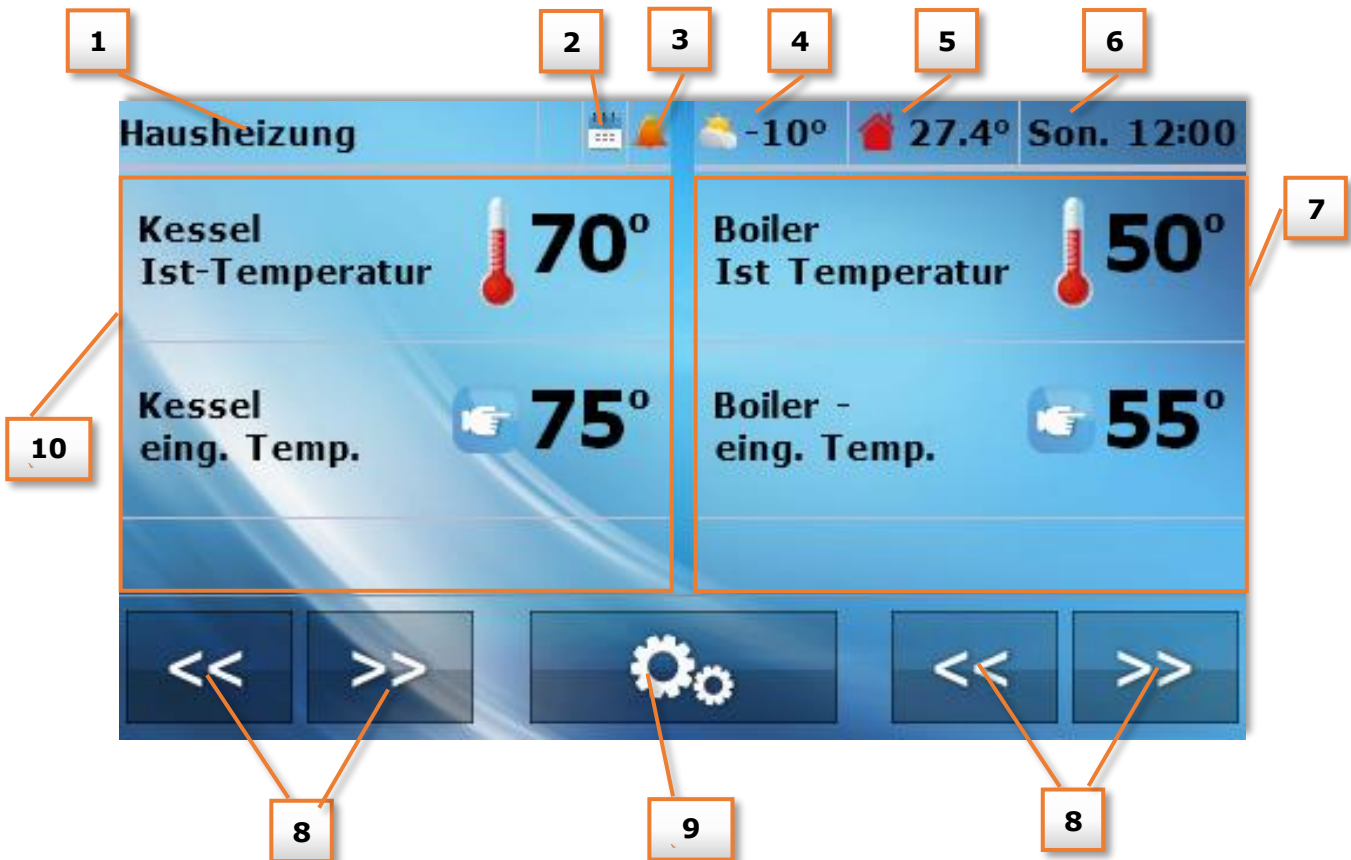 1 2 3 4 5 6
Hausheizung -10° 27.4° Son. 12:00
7
Kessel
Ist-Temperatur 70°
Boiler
Ist Temperatur 50°
10
Kessel
eing. Temp. 75°
Boiler -
eing. Temp. 55°
<< >> << >>
8 9 8